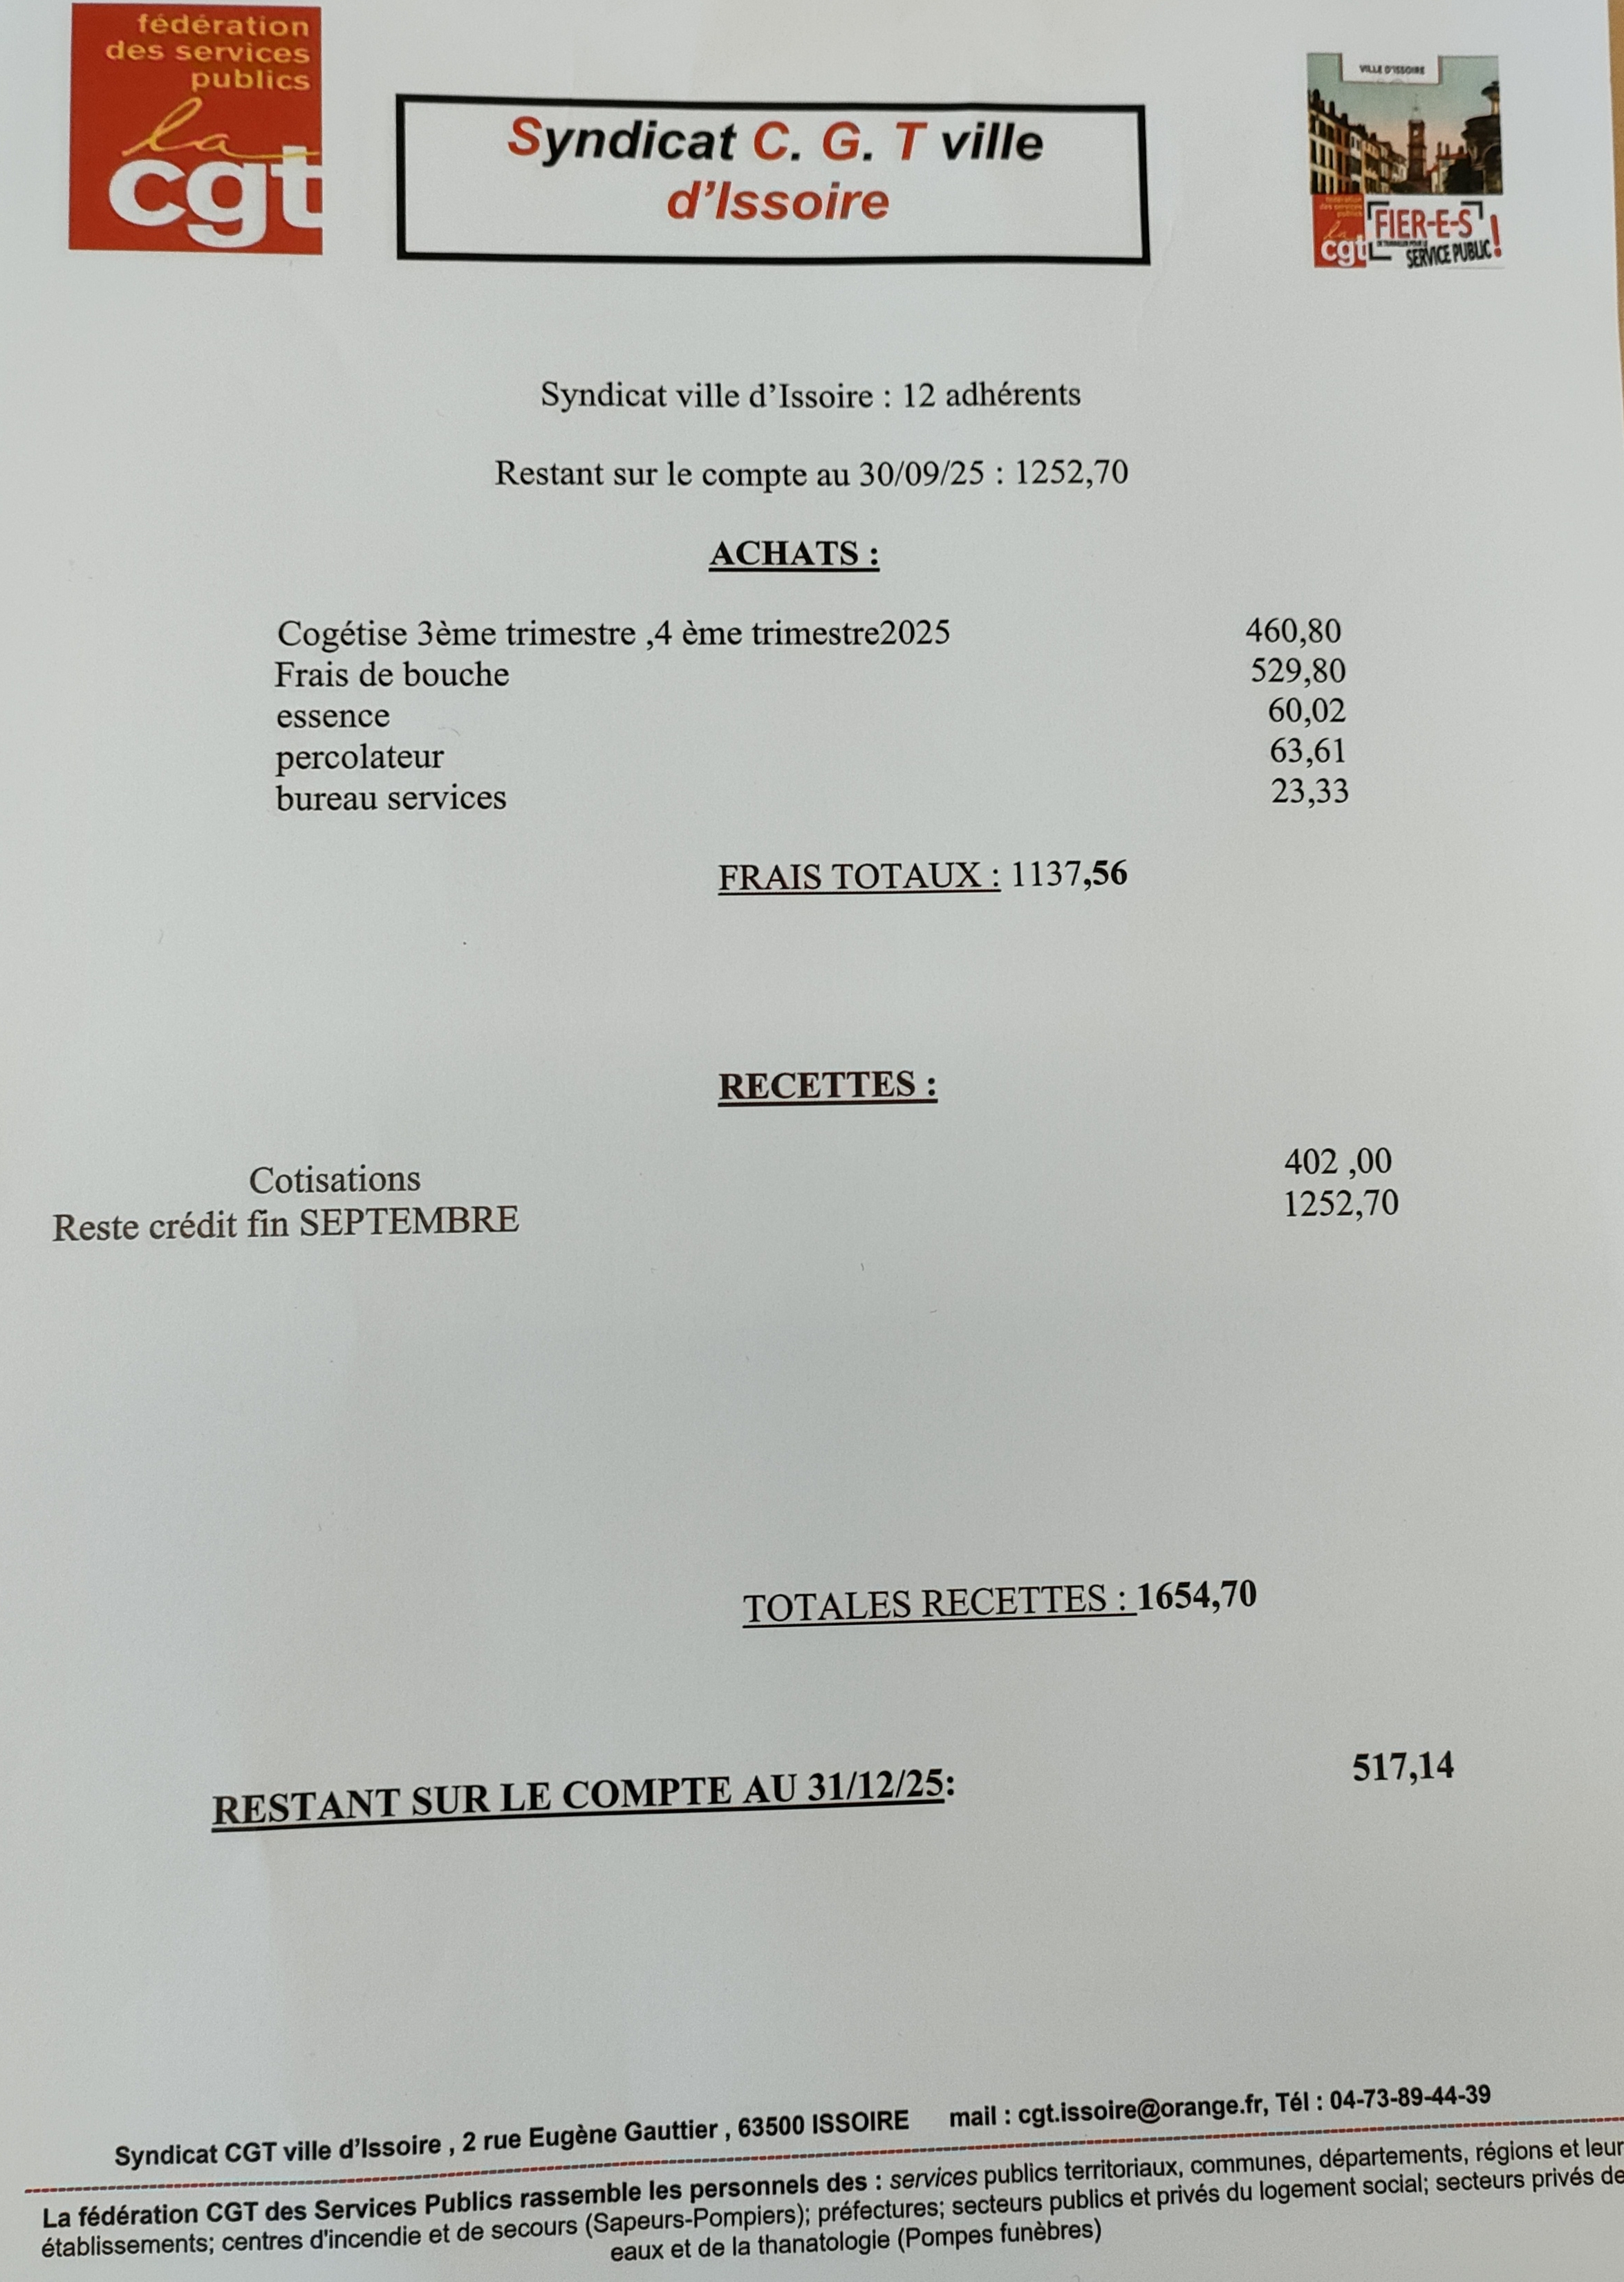 fédération
des services
publics
la
cgt
Syndicat C. G. T ville
d'Issoire
VILLE D'ISSOIRE
FIER-E-S
cgt
SERVICE PUBLIC !
Syndicat ville d'Issoire : 12 adhérents
Restant sur le compte au 30/09/25 : 1252,70
ACHATS :
Cogétise 3ème trimestre ,4 ème trimestre2025 460,80
Frais de bouche 529,80
essence 60,02
percolateur 63,61
bureau services 23,33
FRAIS TOTAUX : 1137,56
RECETTES :
Cotisations 402 ,00
Reste crédit fin SEPTEMBRE 1252,70
TOTALES RECETTES : 1654,70
RESTANT SUR LE COMPTE AU 31/12/25: 517,14
Syndicat CGT ville d'Issoire , 2 rue Eugène Gauttier , 63500 ISSOIRE mail : cgt.issoire@orange.fr, Tél : 04-73-89-44-39
La fédération CGT des Services Publics rassemble les personnels des : services publics territoriaux, communes, départements, régions et leur
établissements; centres d'incendie et de secours (Sapeurs-Pompiers); préfectures; secteurs publics et privés du logement social; secteurs privés de
eaux et de la thanatologie (Pompes funèbres)